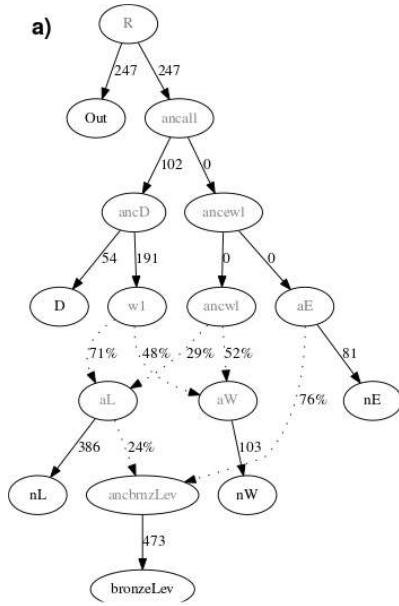 a)
R
247 247
Out ancall
102 0
ancD ancewl
54 191 0 0
D w1 ancwl aE
71% 48% 29% 52% 76% 81
aL aW nE
386 24% 103
nL ancbrnzLev nW
473
bronzeLev